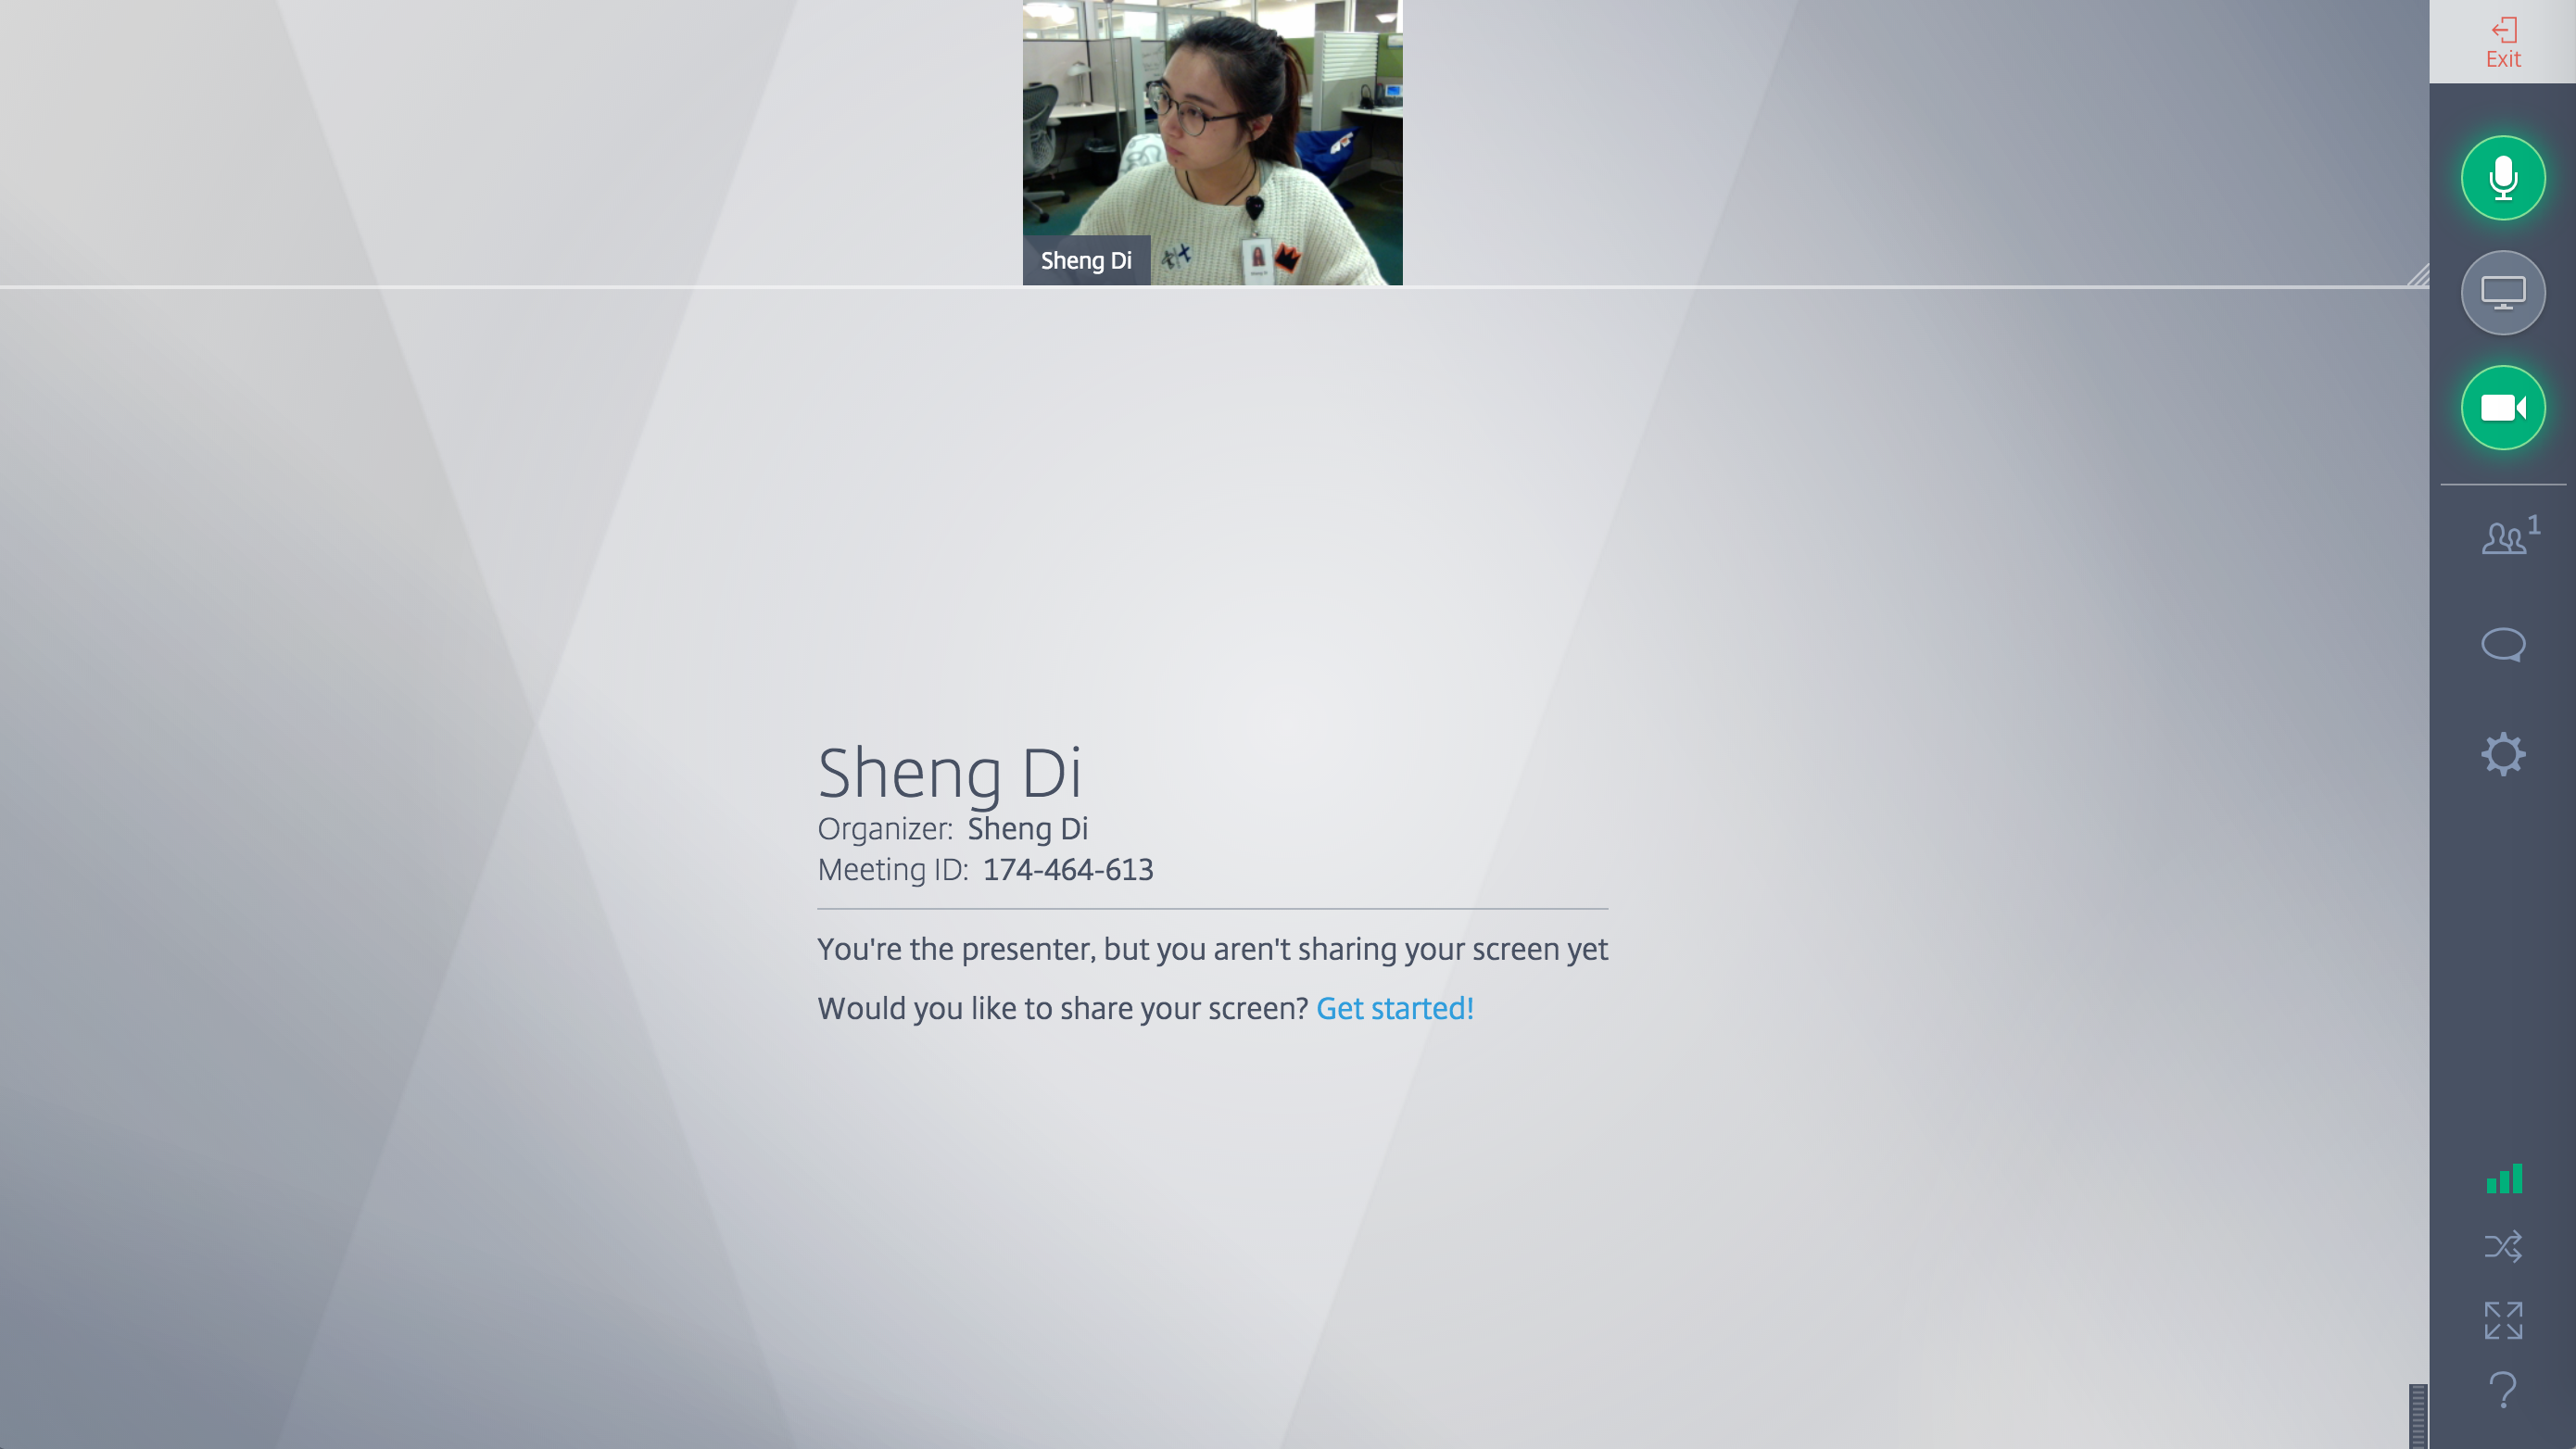 Exit
Sheng Di
1
Sheng Di
Organizer: Sheng Di
Meeting ID: 174-464-613
You're the presenter, but you aren't sharing your screen yet
Would you like to share your screen? Get started!
?